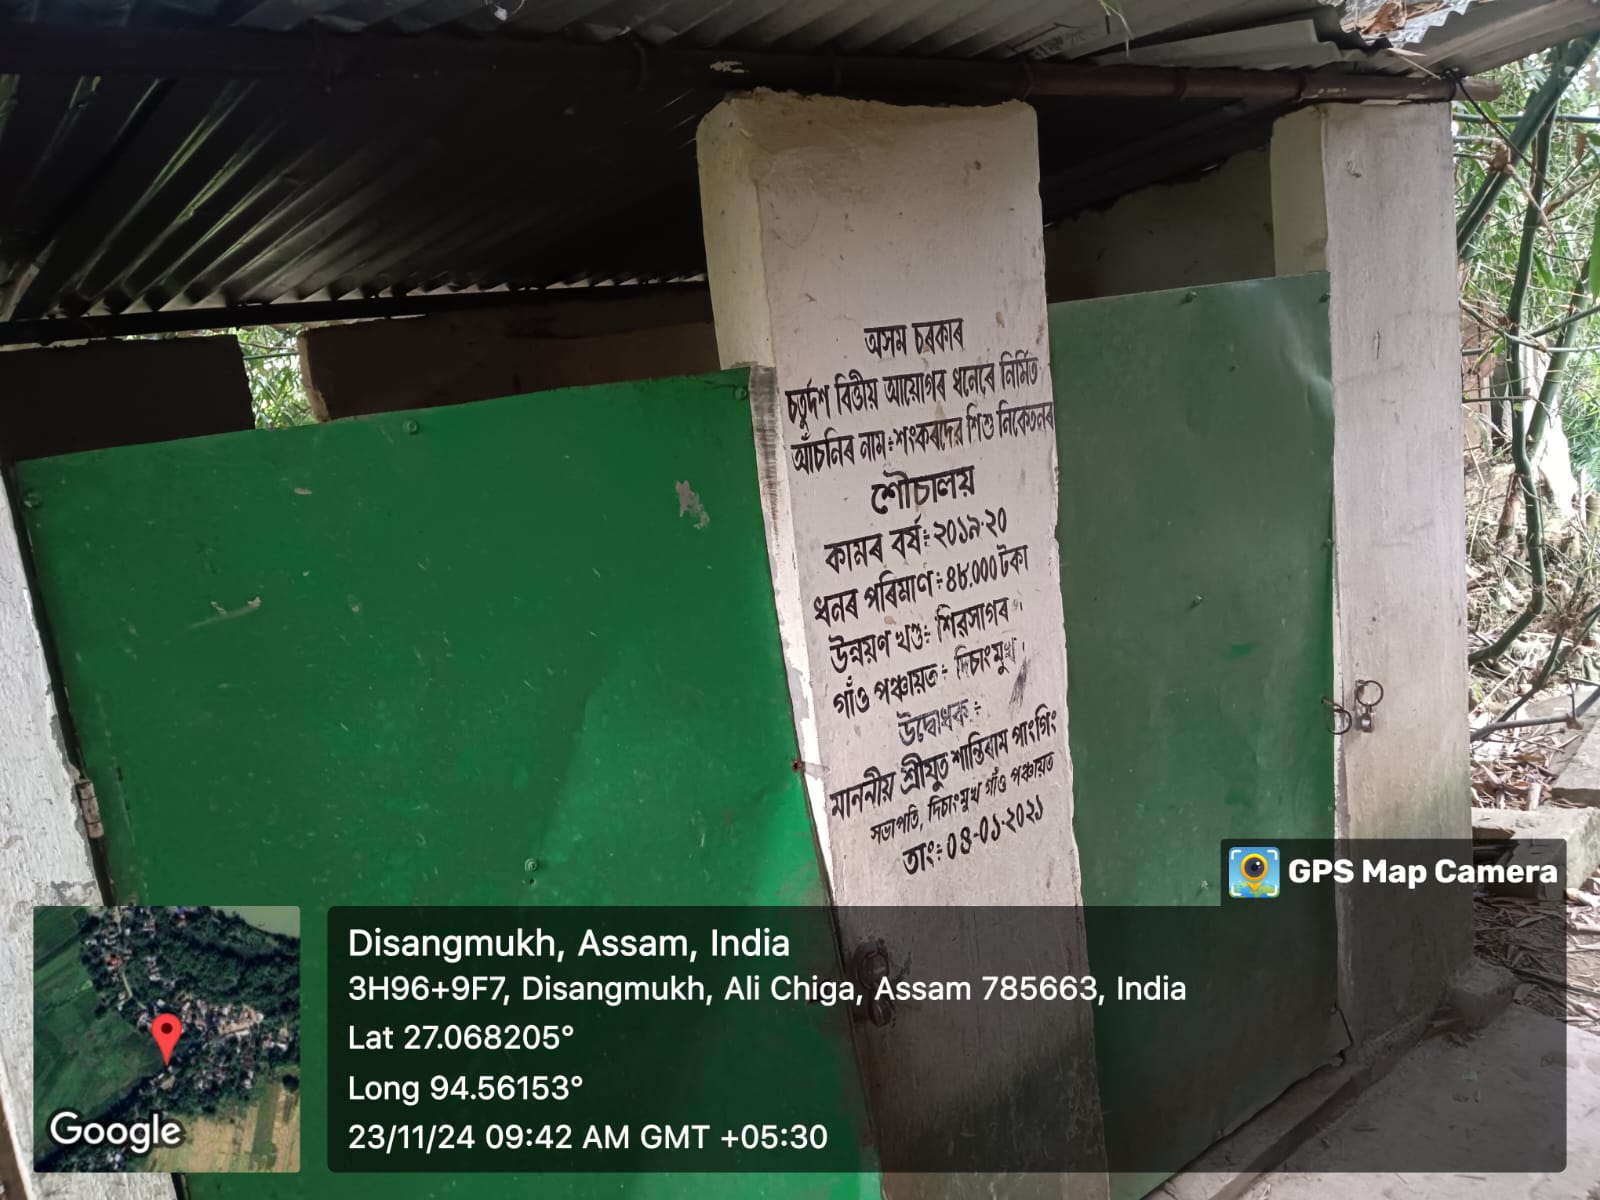 অসম চৰকাৰ
চতুৰ্দশ বিত্তীয় আয়োগৰ ধনেৰে নিৰ্মিত
আঁচনিৰ নাম ঃ শংকৰদেৱ শিশু নিকেতনৰ
শৌচালয়
কামৰ বৰ্ষ ঃ ২০১৯-২০
ধনৰ পৰিমাণ ঃ ৪৮.০০০ টকা
উন্নয়ণ খণ্ড ঃ শিৱসাগৰ ।
গাঁও পঞ্চায়ত ঃ দিচাংমুখ ।
উদ্বোধক ঃ
মাননীয় শ্ৰীযুত শান্তিৰাম পাংগিং
সভাপতি, দিচাংমুখ গাঁও পঞ্চায়ত
তাং ঃ ০৪-০১-২০২১
GPS Map Camera
Disangmukh, Assam, India
3H96+9F7, Disangmukh, Ali Chiga, Assam 785663, India
Lat 27.068205°
Long 94.56153°
23/11/24 09:42 AM GMT +05:30
Google